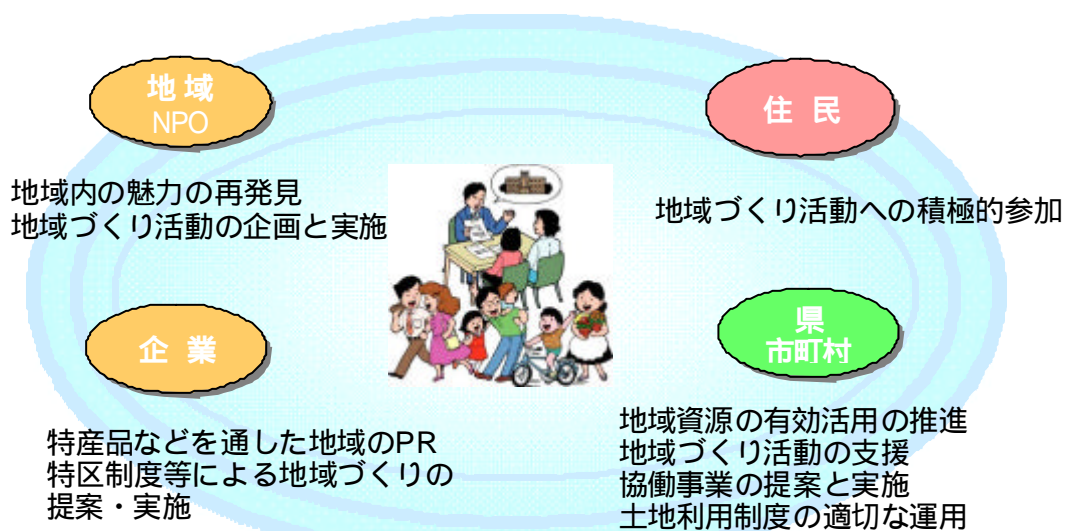 地域
NPO
地域内の魅力の再発見
地域づくり活動の企画と実施
住民
地域づくり活動への積極的参加
企業
特産品などを通した地域のPR
特区制度等による地域づくりの
提案・実施
県
市町村
地域資源の有効活用の推進
地域づくり活動の支援
協働事業の提案と実施
土地利用制度の適切な運用